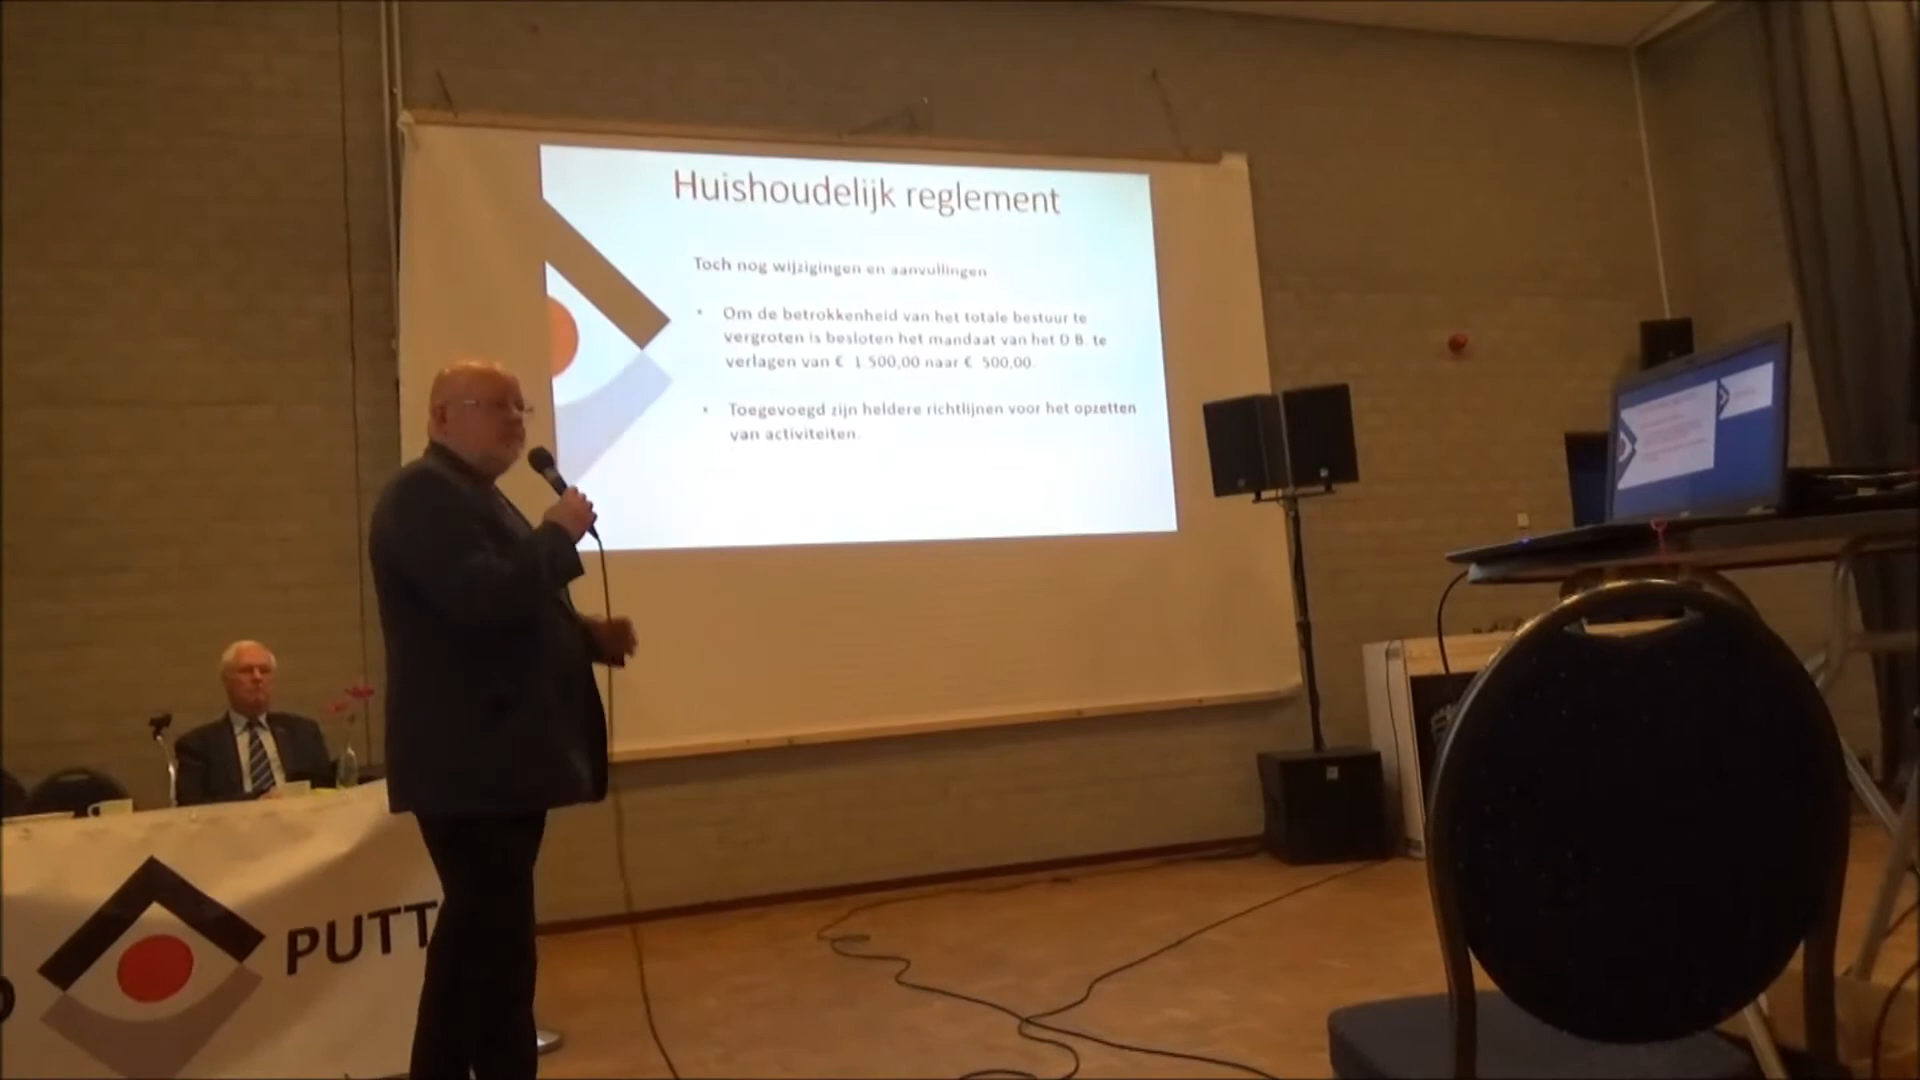 Huishoudelijk reglement
Toch nog wijzigingen en aanvullingen
• Om de betrokkenheid van het totale bestuur te
vergroten is besloten het mandaat van het D.B. te
verlagen van € 1.500,00 naar € 500,00.
• Toegevoegd zijn heldere richtlijnen voor het opzetten
van activiteiten.
PUTT